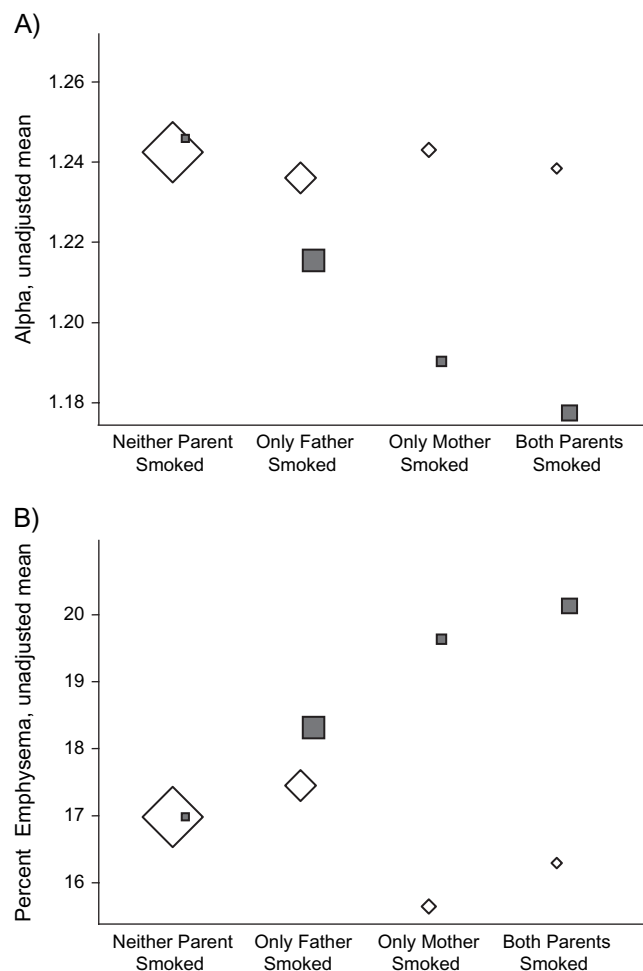 A)
Alpha, unadjusted mean
1.26
1.24
1.22
1.20
1.18
Neither Parent Only Father Only Mother Both Parents
Smoked Smoked Smoked Smoked
B)
Percent Emphysema, unadjusted mean
20
19
18
17
16
Neither Parent Only Father Only Mother Both Parents
Smoked Smoked Smoked Smoked